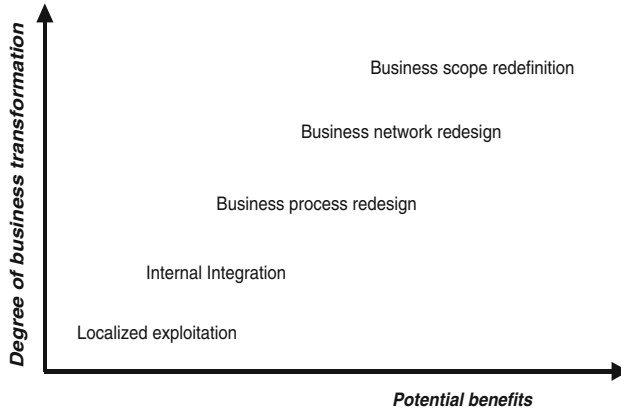 Degree of business transformation
Business scope redefinition
Business network redesign
Business process redesign
Internal Integration
Localized exploitation
Potential benefits